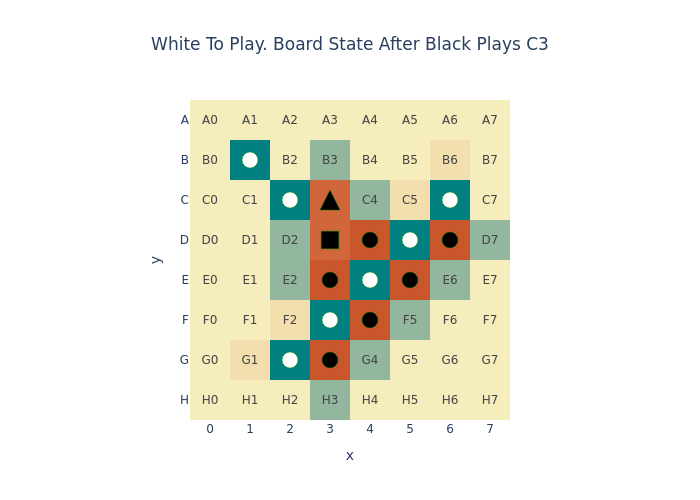 White To Play. Board State After Black Plays C3
A A0 A1 A2 A3 A4 A5 A6 A7
B B0 B2 B3 B4 B5 B6 B7
C C0 C1 C4 C5 C7
D D0 D1 D2 D7
y
E E0 E1 E2 E6 E7
F F0 F1 F2 F5 F6 F7
G G0 G1 G4 G5 G6 G7
H H0 H1 H2 H3 H4 H5 H6 H7
0 1 2 3 4 5 6 7
x